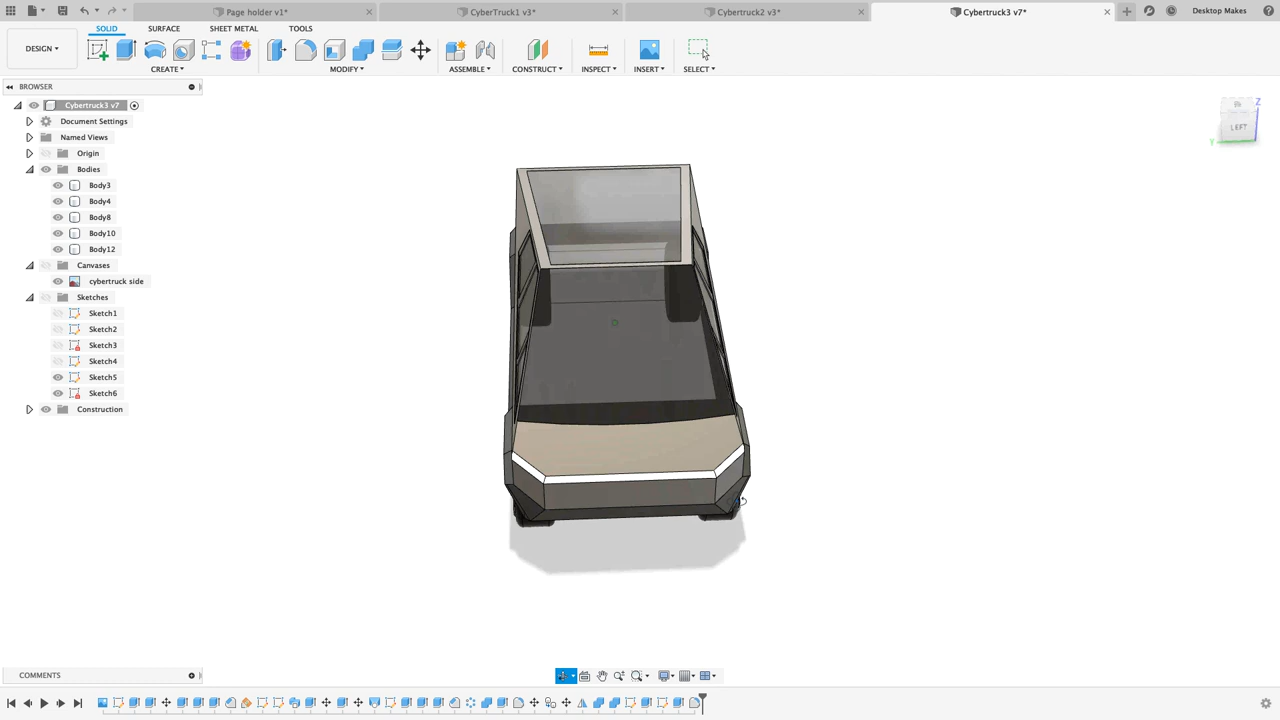 Page holder v1*
CyberTruck1 v3*
Cybertruck2 v3*
Cybertruck3 v7*
Desktop Makes
SOLID
SURFACE
SHEET METAL
TOOLS
DESIGN
CREATE
MODIFY
ASSEMBLE
CONSTRUCT
INSPECT
INSERT
SELECT
BROWSER
Cybertruck3 v7
Document Settings
Named Views
Origin
Bodies
Body3
Body4
Body8
Body10
Body12
Canvases
cybertruck side
Sketches
Sketch1
Sketch2
Sketch3
Sketch4
Sketch5
Sketch6
Construction
Z
LEFT
Y
COMMENTS